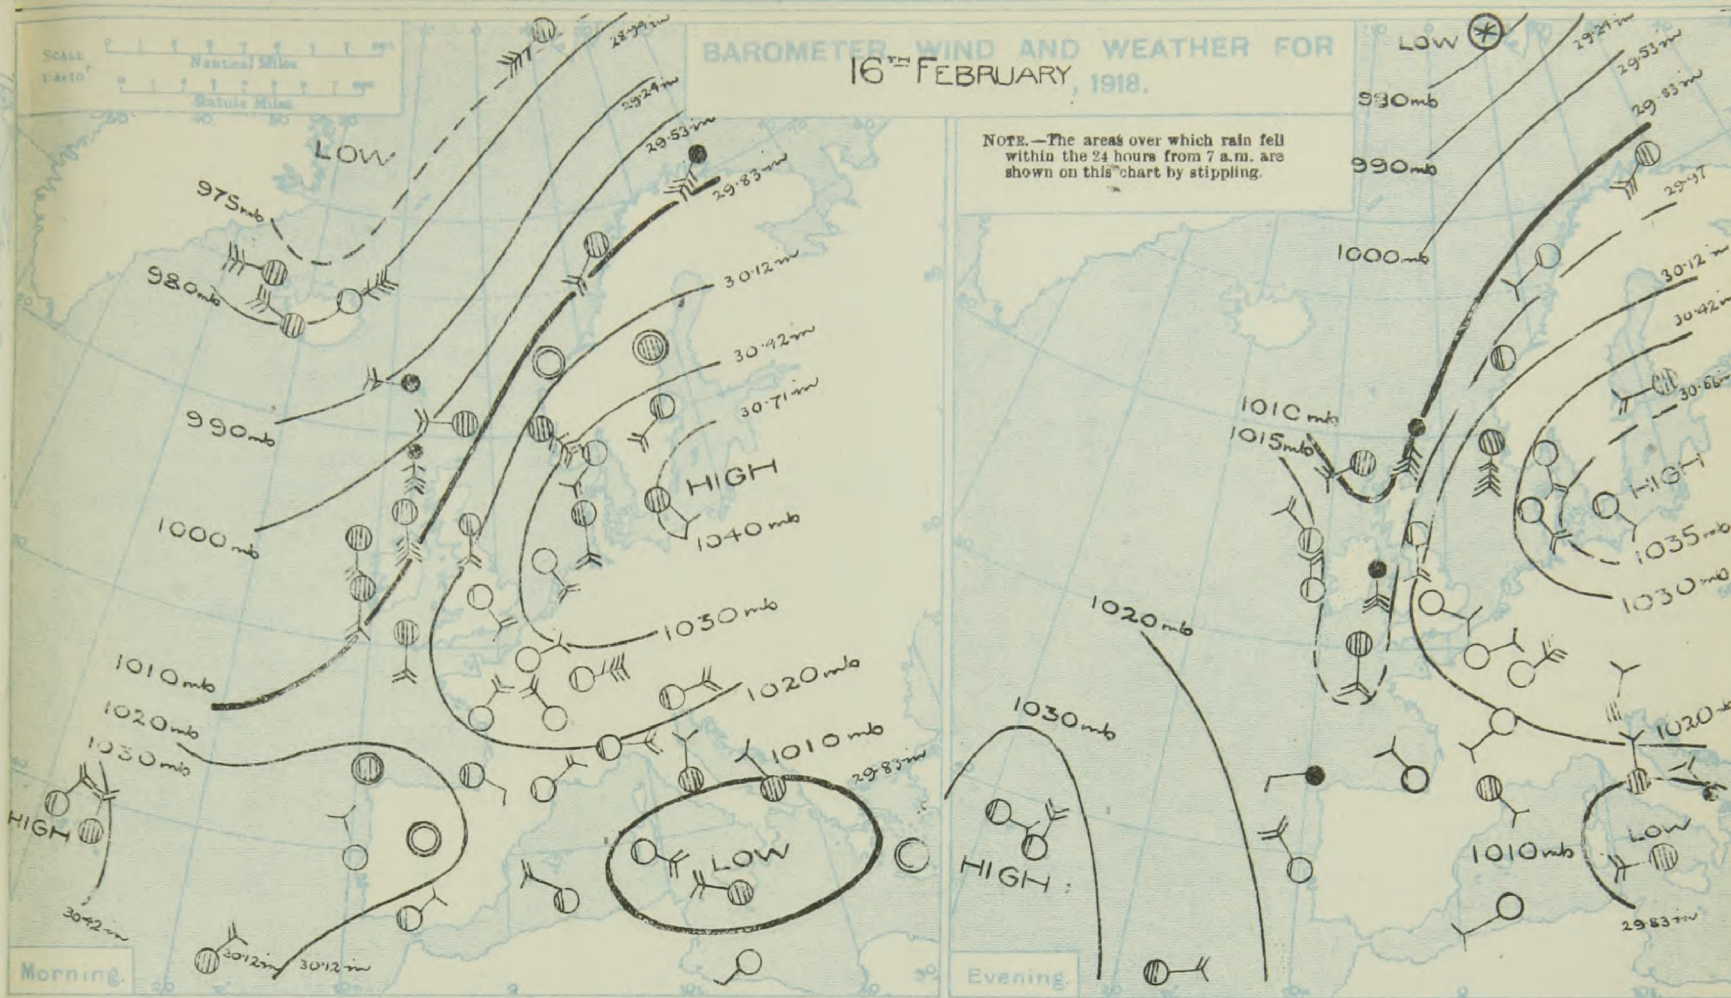 SCALE
Nautical Miles
Statute Miles
BAROMETER, WIND AND WEATHER FOR
16TH FEBRUARY, 1918.
NOTE.—The areas over which rain fell
within the 24 hours from 7 a.m. are
shown on this chart by stippling.
29.24in
29.53in
29.83in
LOW
975mb
980mb
990mb
1000mb
1010mb
1020mb
1030mb
HIGH
30.42in
30.12in
30.12in
30.12in
30.42in
30.71in
HIGH
1040mb
1030mb
1020mb
1010mb
29.83in
LOW
Morning.
LOW
29.24in
29.53in
29.83in
980mb
990mb
1000mb
29.97
30.12in
30.42in
30.66in
1010mb
1015mb
HIGH
1035mb
1030mb
1020mb
1030mb
1020mb
HIGH
1010mb
LOW
29.83in
Evening.